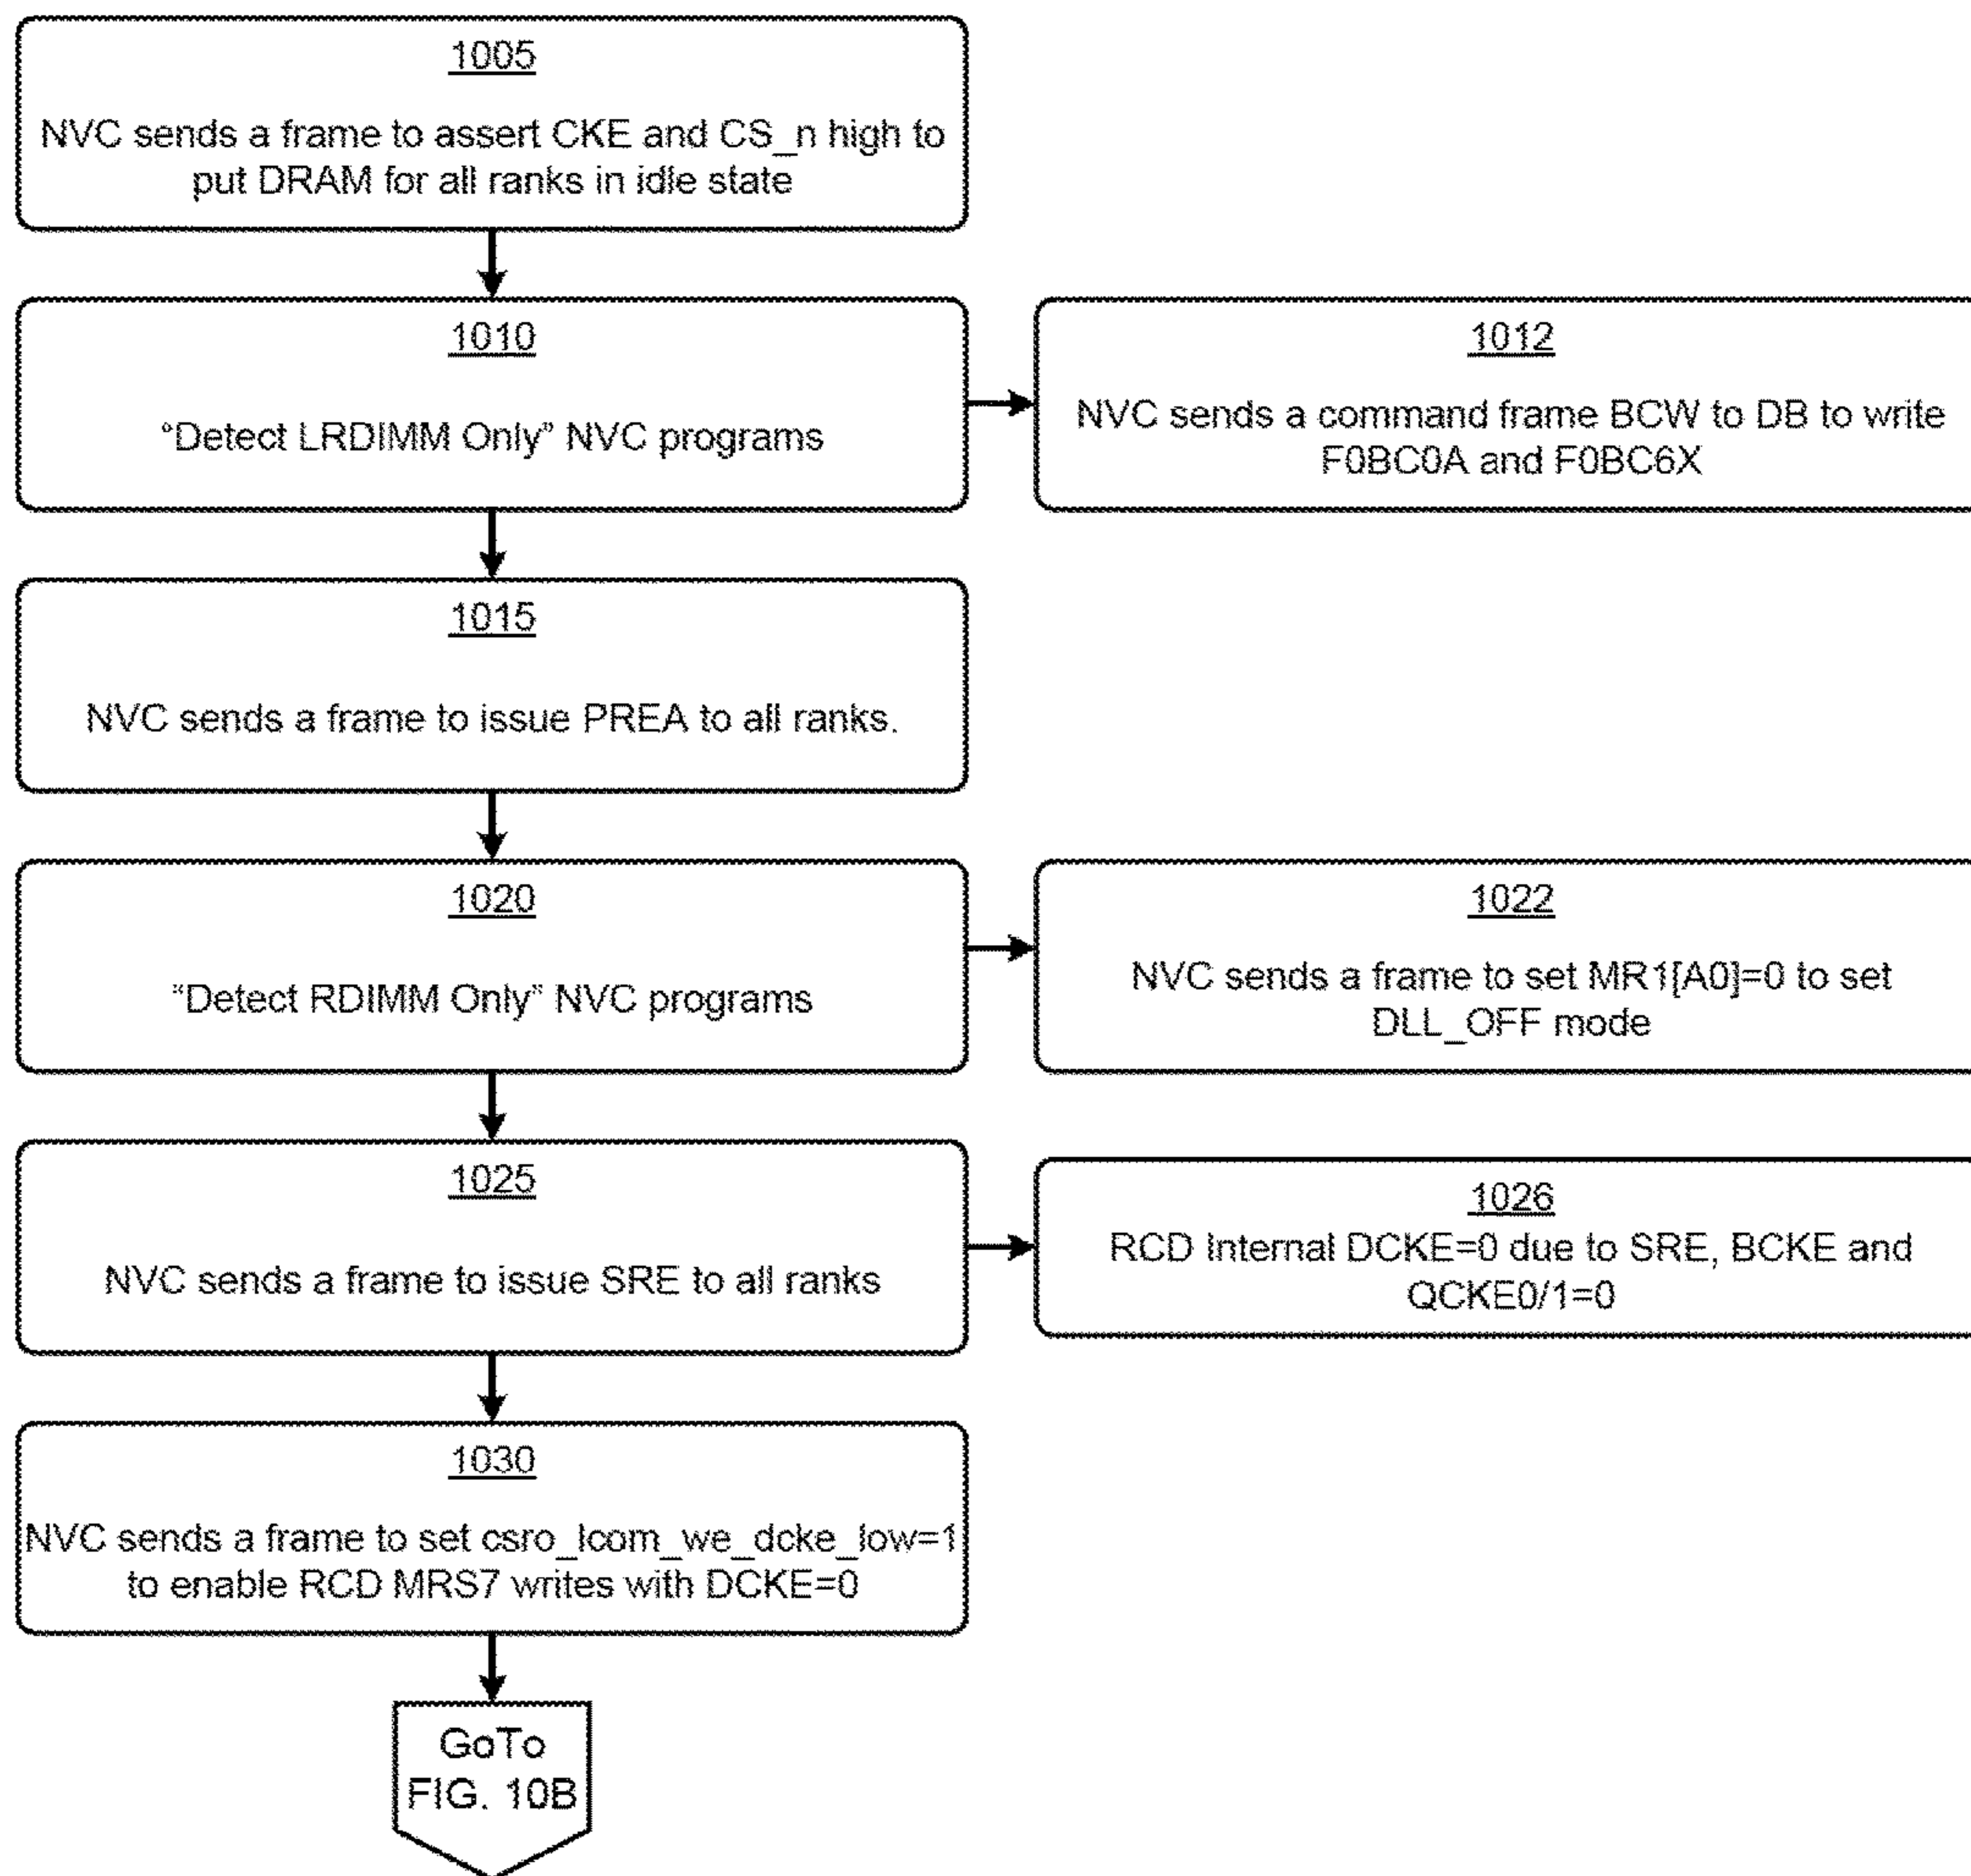 1005
NVC sends a frame to assert CKE and CS_n high to
put DRAM for all ranks in idle state
1010
“Detect LRDIMM Only” NVC programs
1012
NVC sends a command frame BCW to DB to write
F0BC0A and F0BC6X
1015
NVC sends a frame to issue PREA to all ranks.
1020
“Detect RDIMM Only” NVC programs
1022
NVC sends a frame to set MR1[A0]=0 to set
DLL_OFF mode
1025
NVC sends a frame to issue SRE to all ranks
1026
RCD Internal DCKE=0 due to SRE, BCKE and
QCKE0/1=0
1030
NVC sends a frame to set csro_lcom_we_dcke_low=1
to enable RCD MRS7 writes with DCKE=0
GoTo
FIG. 10B